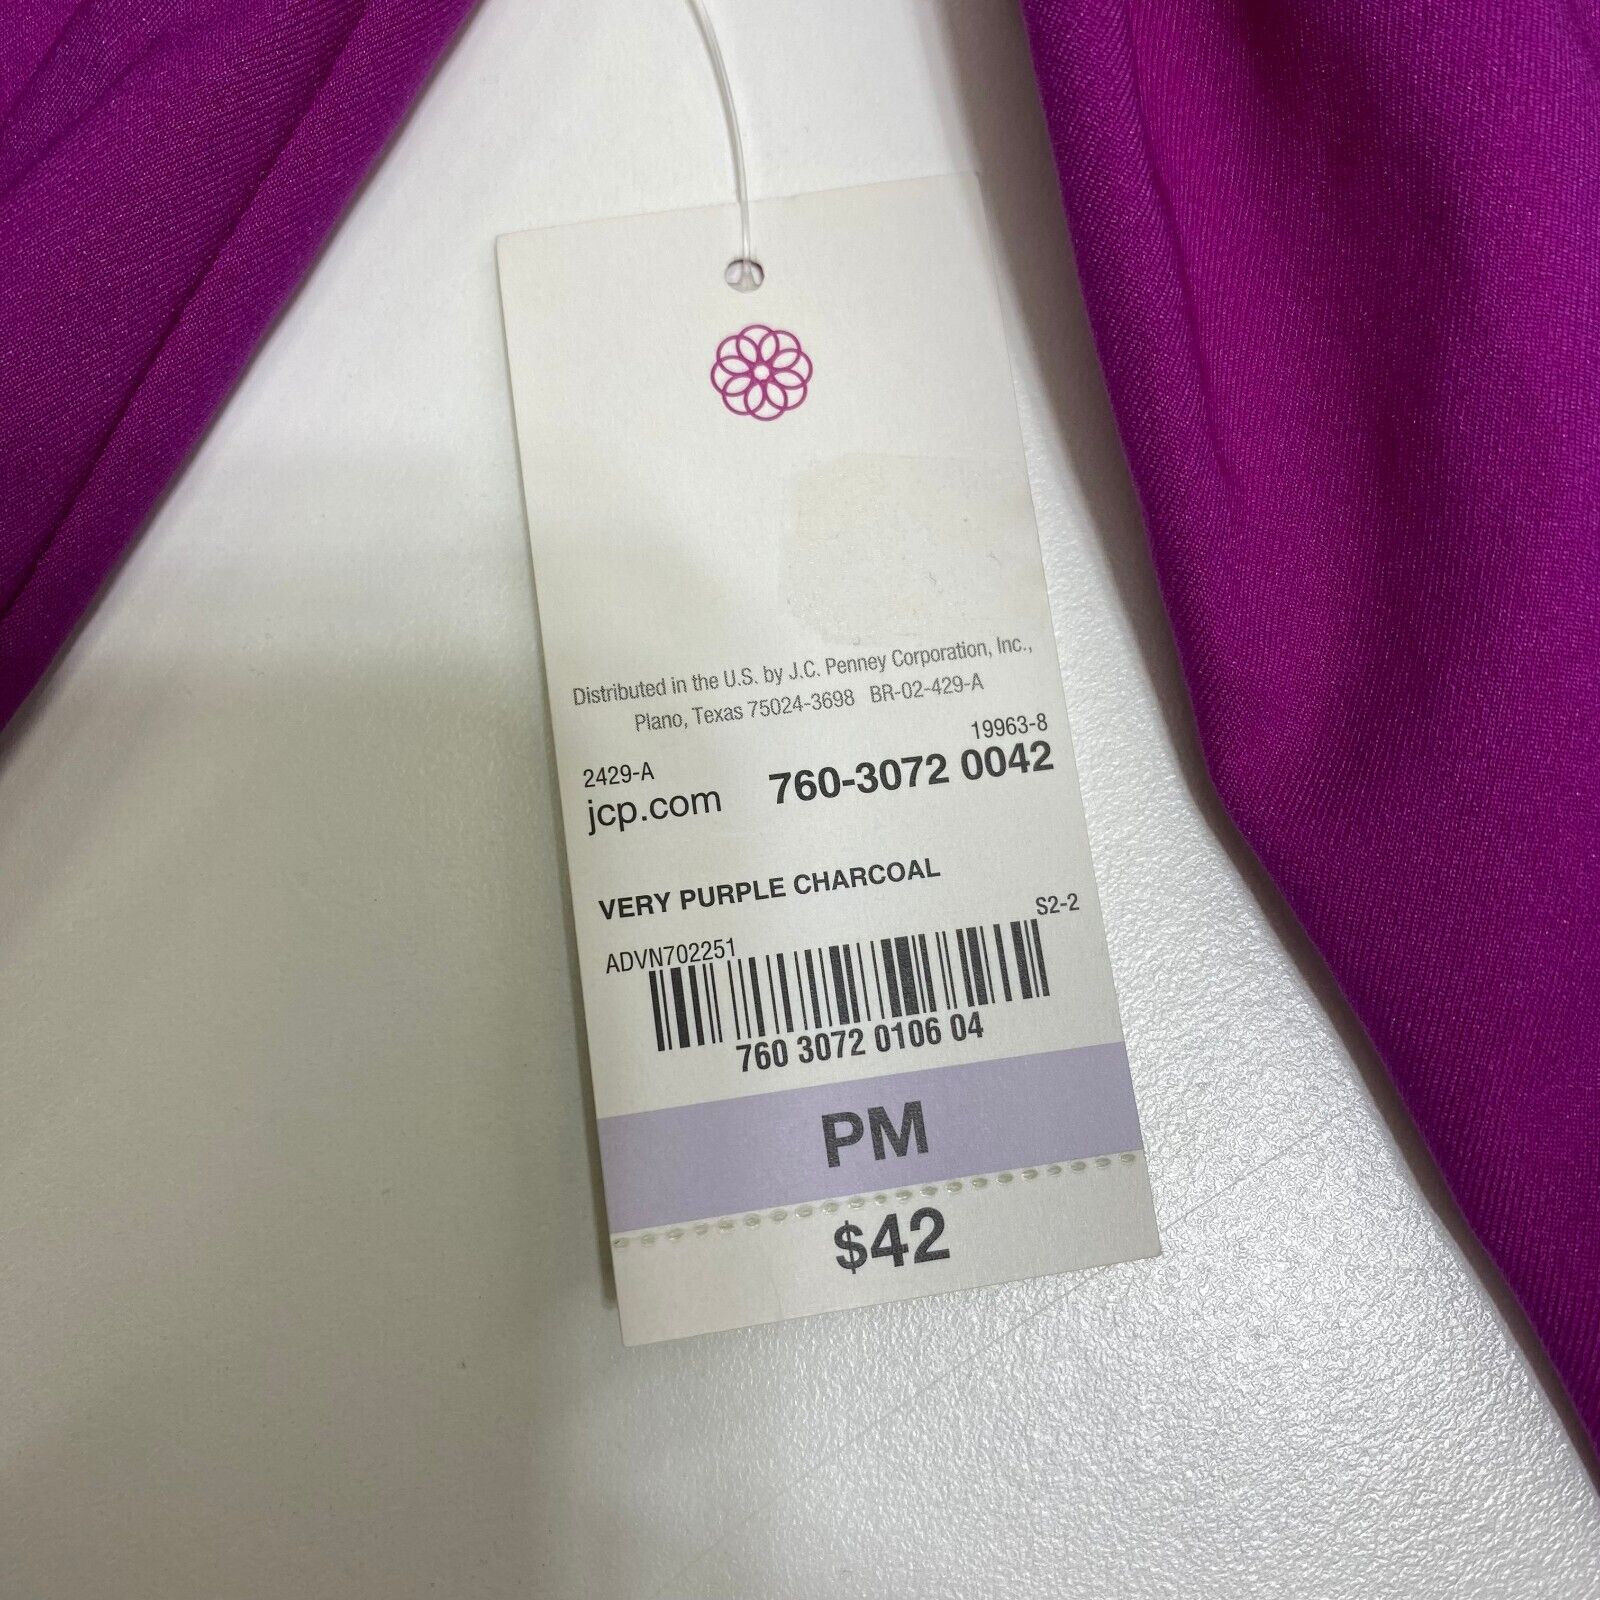 Distributed in the U.S. by J.C. Penney Corporation, Inc.,
Plano, Texas 75024-3698 BR-02-429-A
19963-8
2429-A
jcp.com 760-3072 0042
VERY PURPLE CHARCOAL
S2-2
ADVN702251
760 3072 0106 04
PM
$42